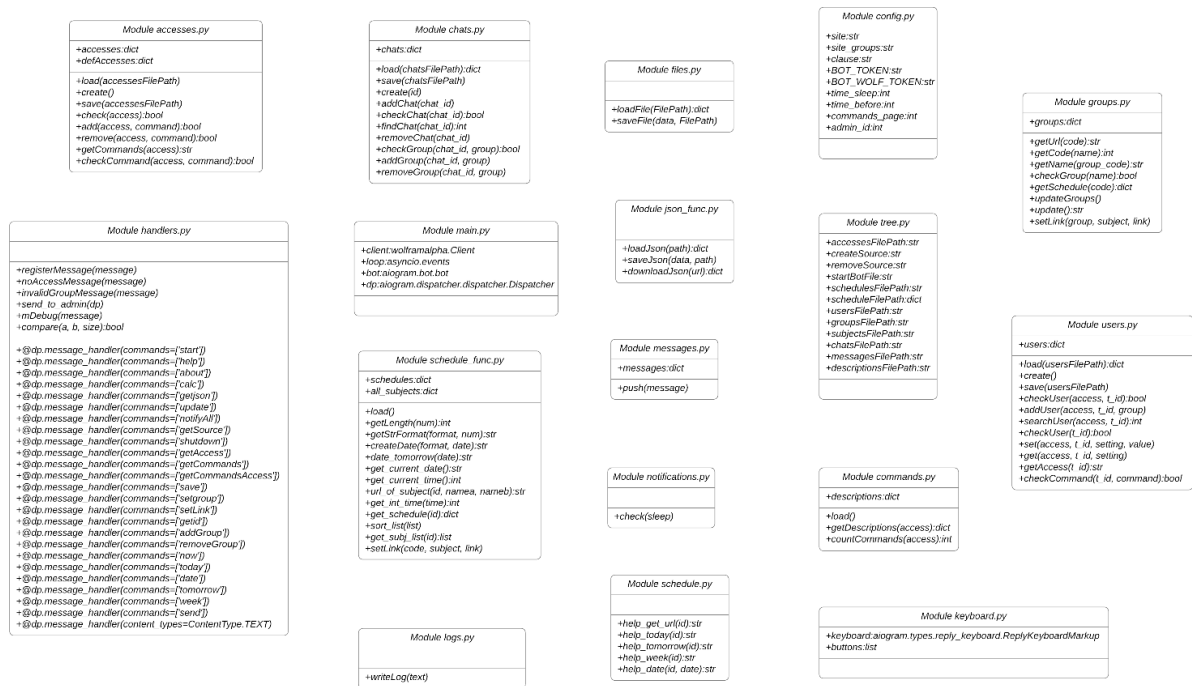 Module accesses.py
+accesses:dict
+defAccesses:dict
+load(accessesFilePath)
+create()
+save(accessesFilePath)
+check(access):bool
+add(access, command):bool
+remove(access, command):bool
+getCommands(access):str
+checkCommand(access, command):bool
Module chats.py
+chats:dict
+load(chatsFilePath):dict
+save(chatsFilePath)
+create(id)
+addChat(chat_id)
+checkChat(chat_id):bool
+findChat(chat_id):int
+removeChat(chat_id)
+checkGroup(chat_id, group):bool
+addGroup(chat_id, group)
+removeGroup(chat_id, group)
Module files.py
+loadFile(FilePath):dict
+saveFile(data, FilePath)
Module config.py
+site:str
+site_groups:str
+clause:str
+BOT_TOKEN:str
+BOT_WOLF_TOKEN:str
+time_sleep:int
+time_before:int
+commands_page:int
+admin_id:int
Module groups.py
+groups:dict
+getUrl(code):str
+getCode(name):int
+getName(group_code):str
+checkGroup(name):bool
+getSchedule(code):dict
+updateGroups()
+update():str
+setLink(group, subject, link)
Module handlers.py
+registerMessage(message)
+noAccessMessage(message)
+invalidGroupMessage(message)
+send_to_admin(dp)
+mDebug(message)
+compare(a, b, size):bool
+@dp.message_handler(commands=['start'])
+@dp.message_handler(commands=['help'])
+@dp.message_handler(commands=['about'])
+@dp.message_handler(commands=['calc'])
+@dp.message_handler(commands=['getjson'])
+@dp.message_handler(commands=['update'])
+@dp.message_handler(commands=['notifyAll'])
+@dp.message_handler(commands=['getSource'])
+@dp.message_handler(commands=['shutdown'])
+@dp.message_handler(commands=['getAccess'])
+@dp.message_handler(commands=['getCommands'])
+@dp.message_handler(commands=['getCommandsAccess'])
+@dp.message_handler(commands=['save'])
+@dp.message_handler(commands=['setgroup'])
+@dp.message_handler(commands=['setLink'])
+@dp.message_handler(commands=['getid'])
+@dp.message_handler(commands=['addGroup'])
+@dp.message_handler(commands=['removeGroup'])
+@dp.message_handler(commands=['now'])
+@dp.message_handler(commands=['today'])
+@dp.message_handler(commands=['date'])
+@dp.message_handler(commands=['tomorrow'])
+@dp.message_handler(commands=['week'])
+@dp.message_handler(commands=['send'])
+@dp.message_handler(content_types=ContentType.TEXT)
Module main.py
+client:wolframalpha.Client
+loop:asyncio.events
+bot:aiogram.bot.bot
+dp:aiogram.dispatcher.dispatcher.Dispatcher
Module json_func.py
+loadJson(path):dict
+saveJson(data, path)
+downloadJson(url):dict
Module tree.py
+accessesFilePath:str
+createSource:str
+removeSource:str
+startBotFile:str
+schedulesFilePath:str
+scheduleFilePath:dict
+usersFilePath:str
+groupsFilePath:str
+subjectsFilePath:str
+chatsFilePath:str
+messagesFilePath:str
+descriptionsFilePath:str
Module users.py
+users:dict
+load(usersFilePath):dict
+create()
+save(usersFilePath)
+checkUser(access, t_id):bool
+addUser(access, t_id, group)
+searchUser(access, t_id):int
+checkUser(t_id):bool
+set(access, t_id, setting, value)
+get(access, t_id, setting)
+getAccess(t_id):str
+checkCommand(t_id, command):bool
Module schedule_func.py
+schedules:dict
+all_subjects:dict
+load()
+getLength(num):int
+getStrFormat(format, num):str
+createDate(format, date):str
+date_tomorrow(date):str
+get_current_date():str
+get_current_time():int
+url_of_subject(id, namea, nameb):str
+get_int_time(time):int
+get_schedule(id):dict
+sort_list(list)
+get_subj_list(id):list
+setLink(code, subject, link)
Module messages.py
+messages:dict
+push(message)
Module notifications.py
+check(sleep)
Module commands.py
+descriptions:dict
+load()
+getDescriptions(access):dict
+countCommands(access):int
Module logs.py
+writeLog(text)
Module schedule.py
+help_get_url(id):str
+help_today(id):str
+help_tomorrow(id):str
+help_week(id):str
+help_date(id, date):str
Module keyboard.py
+keyboard:aiogram.types.reply_keyboard.ReplyKeyboardMarkup
+buttons:list